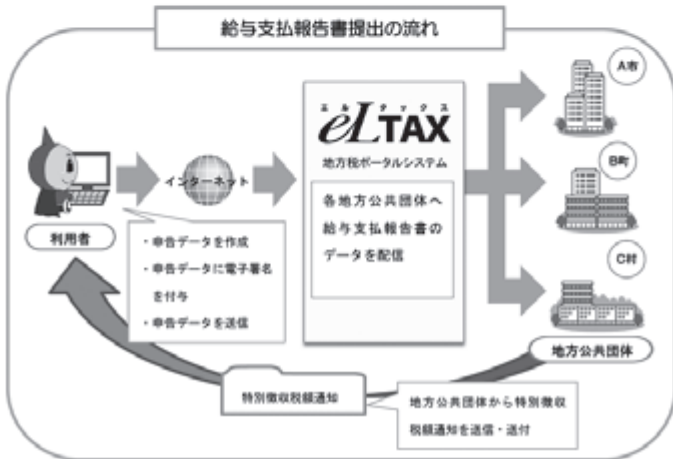 給与支払報告書提出の流れ
A市
エルタックス
eLTAX
地方税ポータルシステム
B町
インターネット
各地方公共団体へ
給与支払報告書の
データを配信
利用者
・申告データを作成
・申告データに電子署名
を付与
・申告データを送信
C村
地方公共団体
特別徴収税額通知
地方公共団体から特別徴収
税額通知を送信・送付